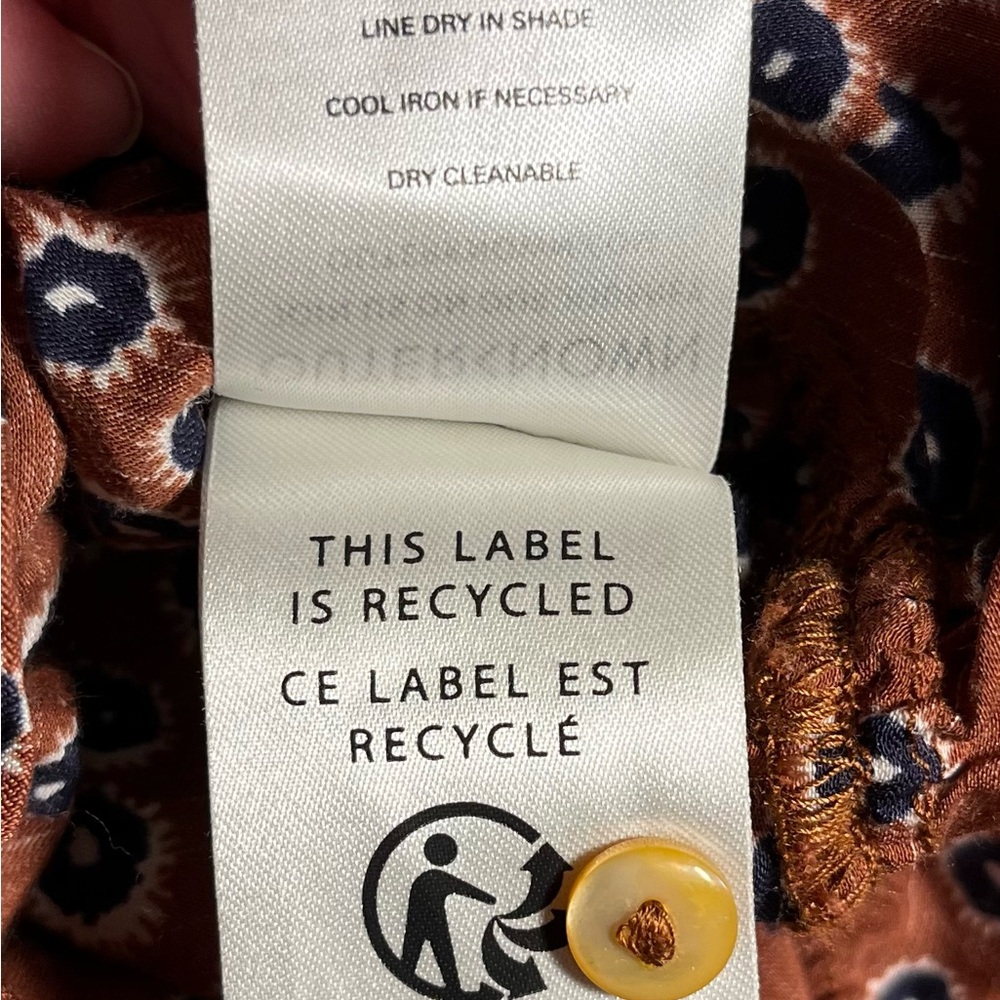 LINE DRY IN SHADE
COOL IRON IF NECESSARY
DRY CLEANABLE
THIS LABEL
IS RECYCLED
CE LABEL EST
RECYCLÉ